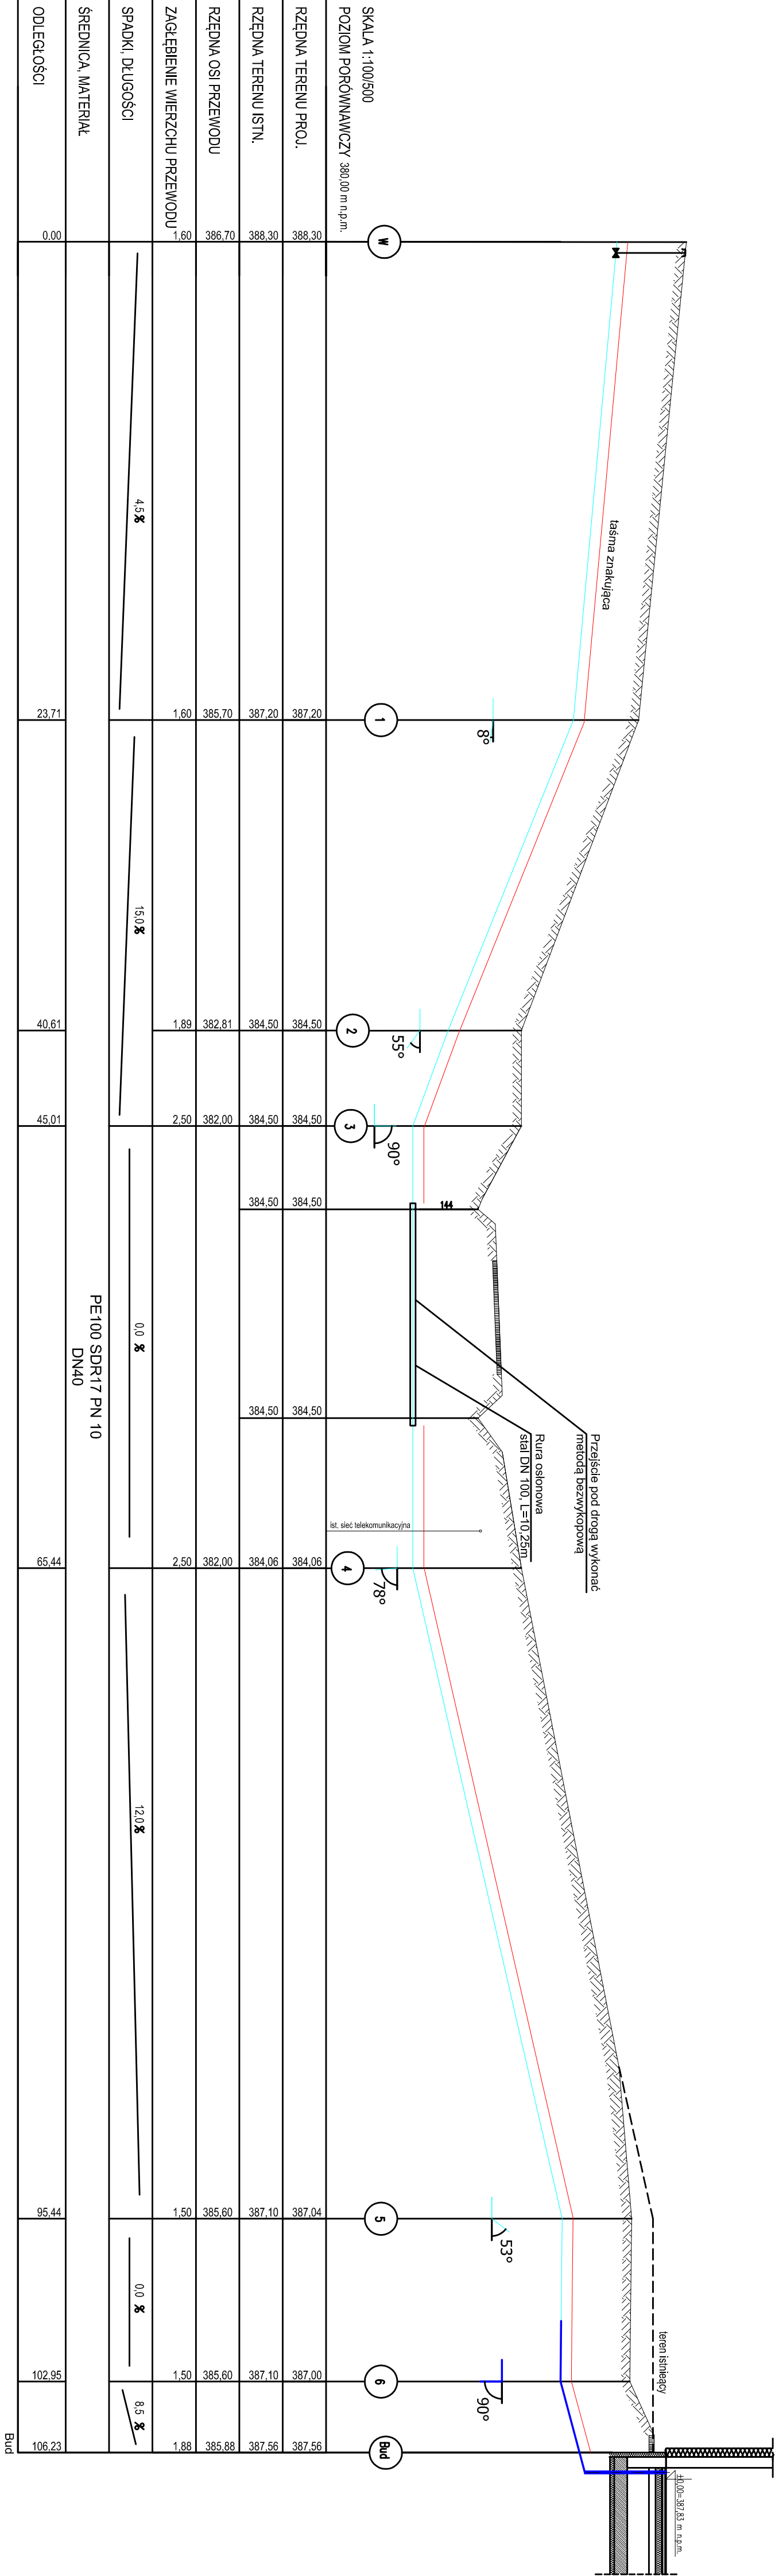 SKALA 1:100/500
POZIOM PORÓWNAWCZY 380,00 m n.p.m.
RZĘDNA TERENU PROJ.
388,30
387,20
384,50
384,50
384,50
384,50
384,06
387,04
387,00
387,56
RZĘDNA TERENU ISTN.
388,30
387,20
384,50
384,50
384,50
384,50
384,06
387,10
387,10
387,56
RZĘDNA OSI PRZEWODU
386,70
385,70
382,81
382,00
382,00
385,60
385,60
385,88
ZAGŁĘBIENIE WIERZCHU PRZEWODU
1,60
1,60
1,89
2,50
2,50
1,50
1,50
1,88
SPADKI, DŁUGOŚCI
4,5 %
15,0 %
0,0 %
12,0 %
0,0 %
8,5 %
ŚREDNICA, MATERIAŁ
PE100 SDR17 PN 10
DN40
ODLEGŁOŚCI
0.00
23,71
40,61
45,01
65,44
95,44
102,95
106,23
Bud
W
1
2
3
4
5
6
Bud
8°
55°
90°
78°
53°
90°
taśma znakująca
144
Przejście pod drogą wykonać
metodą bezwykopową
Rura osłonowa
stal DN 100, L=10,25m
ist. sieć telekomunikacyjna
teren istniejący
±0,00=387,83 m n.p.m.